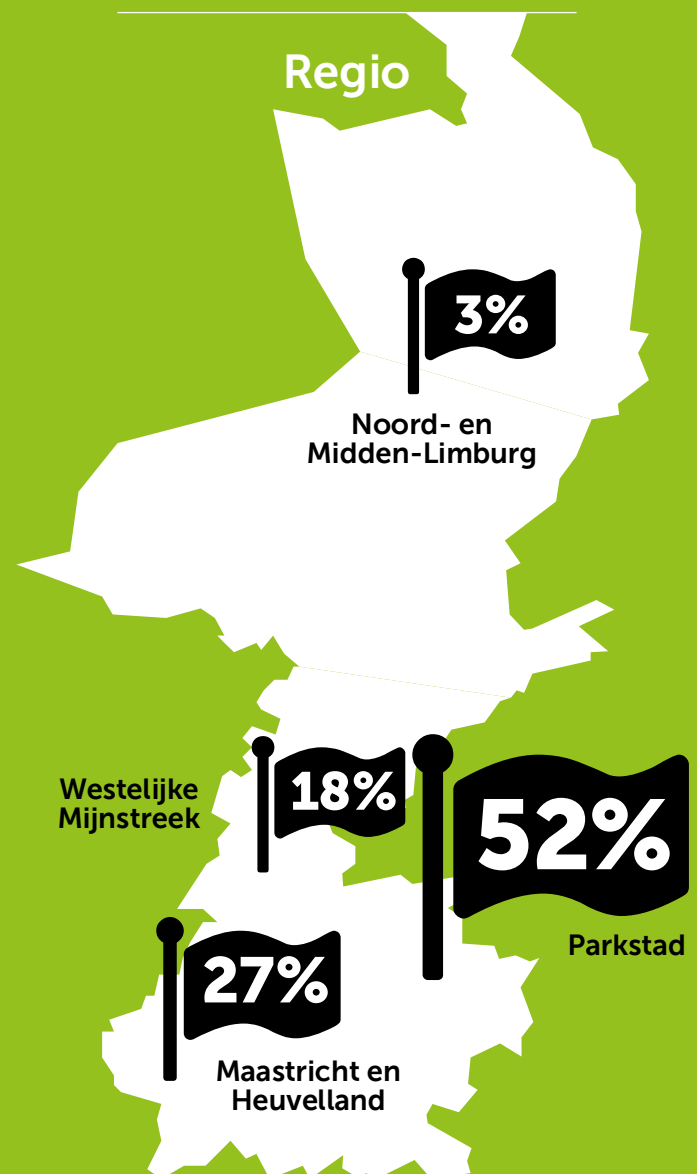 Regio
3%
Noord- en
Midden-Limburg
18%
Westelijke
Mijnstreek
52%
Parkstad
27%
Maastricht en
Heuvelland